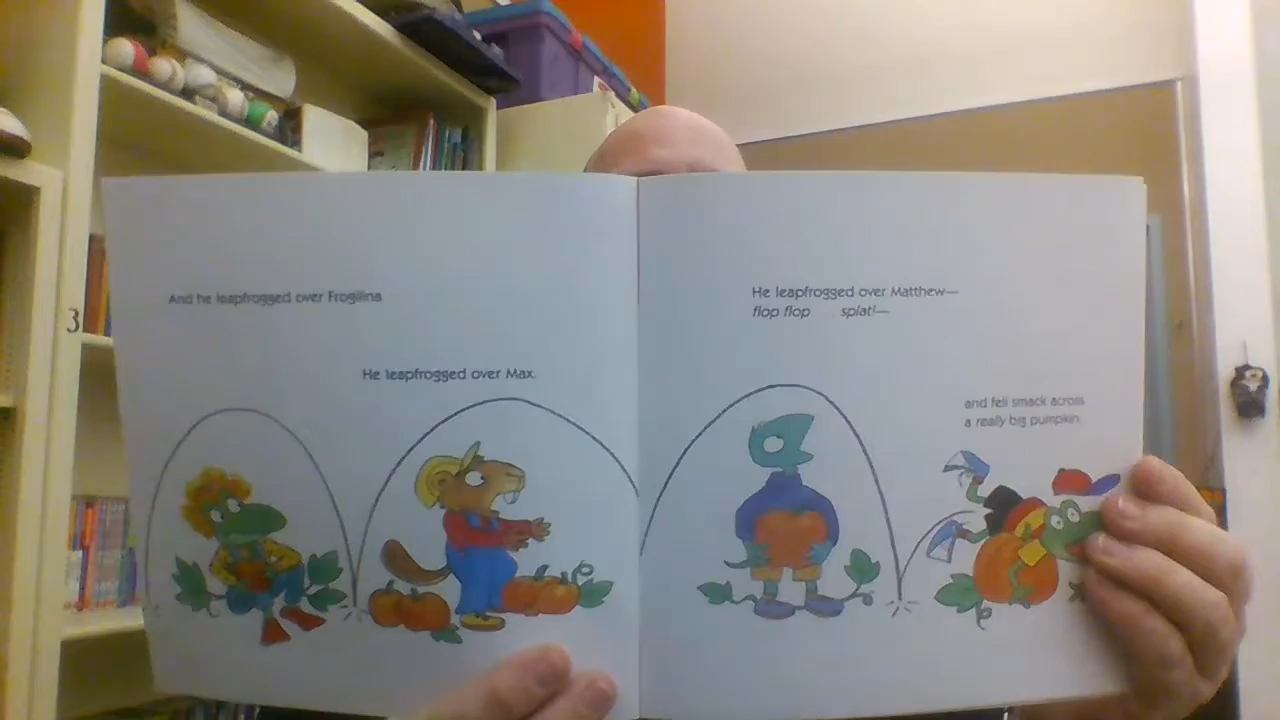 And he leapfrogged over Frogilina
He leapfrogged over Max.
He leapfrogged over Matthew—
flop flop splat!—
and fell smack across
a really big pumpkin.
3